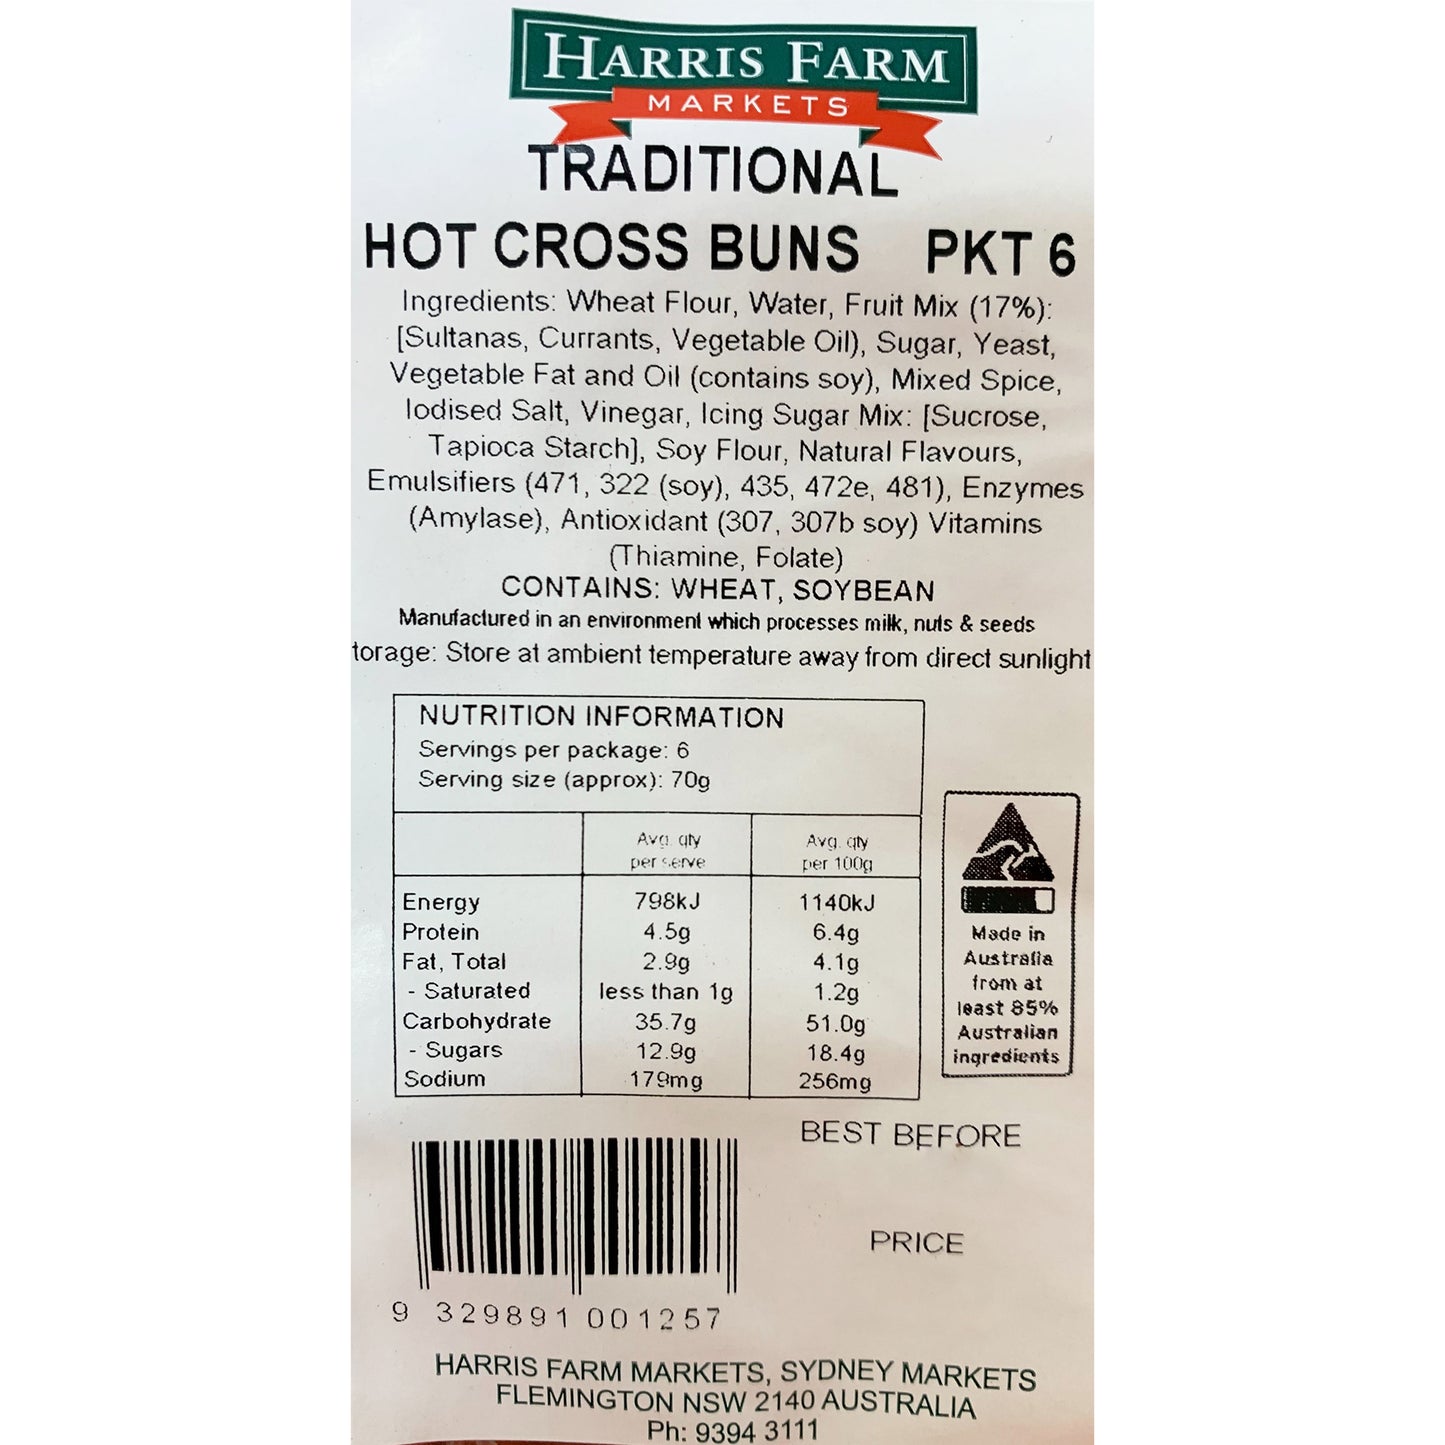 HARRIS FARM
MARKETS
TRADITIONAL
HOT CROSS BUNS PKT 6
Ingredients: Wheat Flour, Water, Fruit Mix (17%):
[Sultanas, Currants, Vegetable Oil), Sugar, Yeast,
Vegetable Fat and Oil (contains soy), Mixed Spice,
Iodised Salt, Vinegar, Icing Sugar Mix: [Sucrose,
Tapioca Starch], Soy Flour, Natural Flavours,
Emulsifiers (471, 322 (soy), 435, 472e, 481), Enzymes
(Amylase), Antioxidant (307, 307b soy) Vitamins
(Thiamine, Folate)
CONTAINS: WHEAT, SOYBEAN
Manufactured in an environment which processes milk, nuts & seeds
torage: Store at ambient temperature away from direct sunlight
NUTRITION INFORMATION
Servings per package: 6
Serving size (approx): 70g
Avg. qty Avg. qty
per serve per 100g
Energy 798kJ 1140kJ
Protein 4.5g 6.4g
Fat, Total 2.9g 4.1g
- Saturated less than 1g 1.2g
Carbohydrate 35.7g 51.0g
- Sugars 12.9g 18.4g
Sodium 179mg 256mg
Made in
Australia
from at
least 85%
Australian
ingredients
BEST BEFORE
PRICE
9 329891 001257
HARRIS FARM MARKETS, SYDNEY MARKETS
FLEMINGTON NSW 2140 AUSTRALIA
Ph: 9394 3111